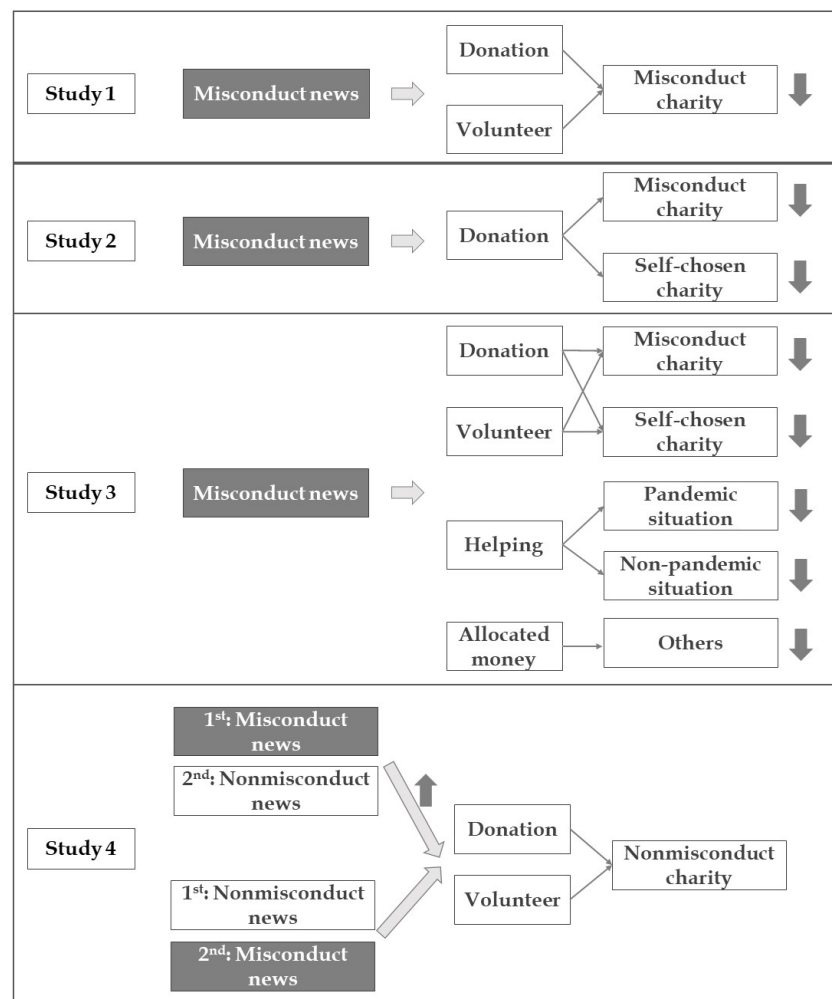 Study 1
Misconduct news
Donation
Volunteer
Misconduct
charity
Study 2
Misconduct news
Donation
Misconduct
charity
Self-chosen
charity
Study 3
Misconduct news
Donation
Volunteer
Helping
Allocated
money
Misconduct
charity
Self-chosen
charity
Pandemic
situation
Non-pandemic
situation
Others
Study 4
1st: Misconduct
news
2nd: Nonmisconduct
news
1st: Nonmisconduct
news
2nd: Misconduct
news
Donation
Volunteer
Nonmisconduct
charity